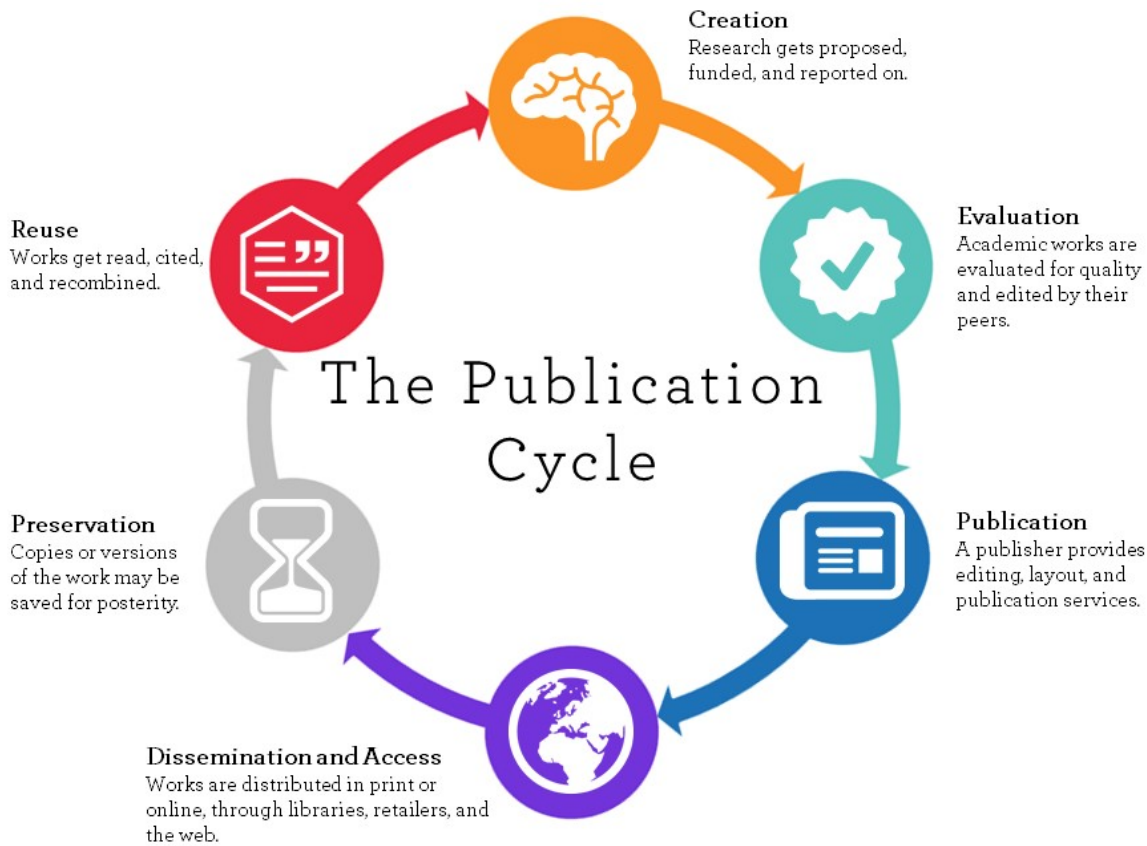 Creation
Research gets proposed,
funded, and reported on.
Evaluation
Academic works are
evaluated for quality
and edited by their
peers.
Publication
A publisher provides
editing, layout, and
publication services.
Dissemination and Access
Works are distributed in print or
online, through libraries, retailers, and
the web.
Preservation
Copies or versions
of the work may be
saved for posterity.
Reuse
Works get read, cited,
and recombined.
The Publication
Cycle